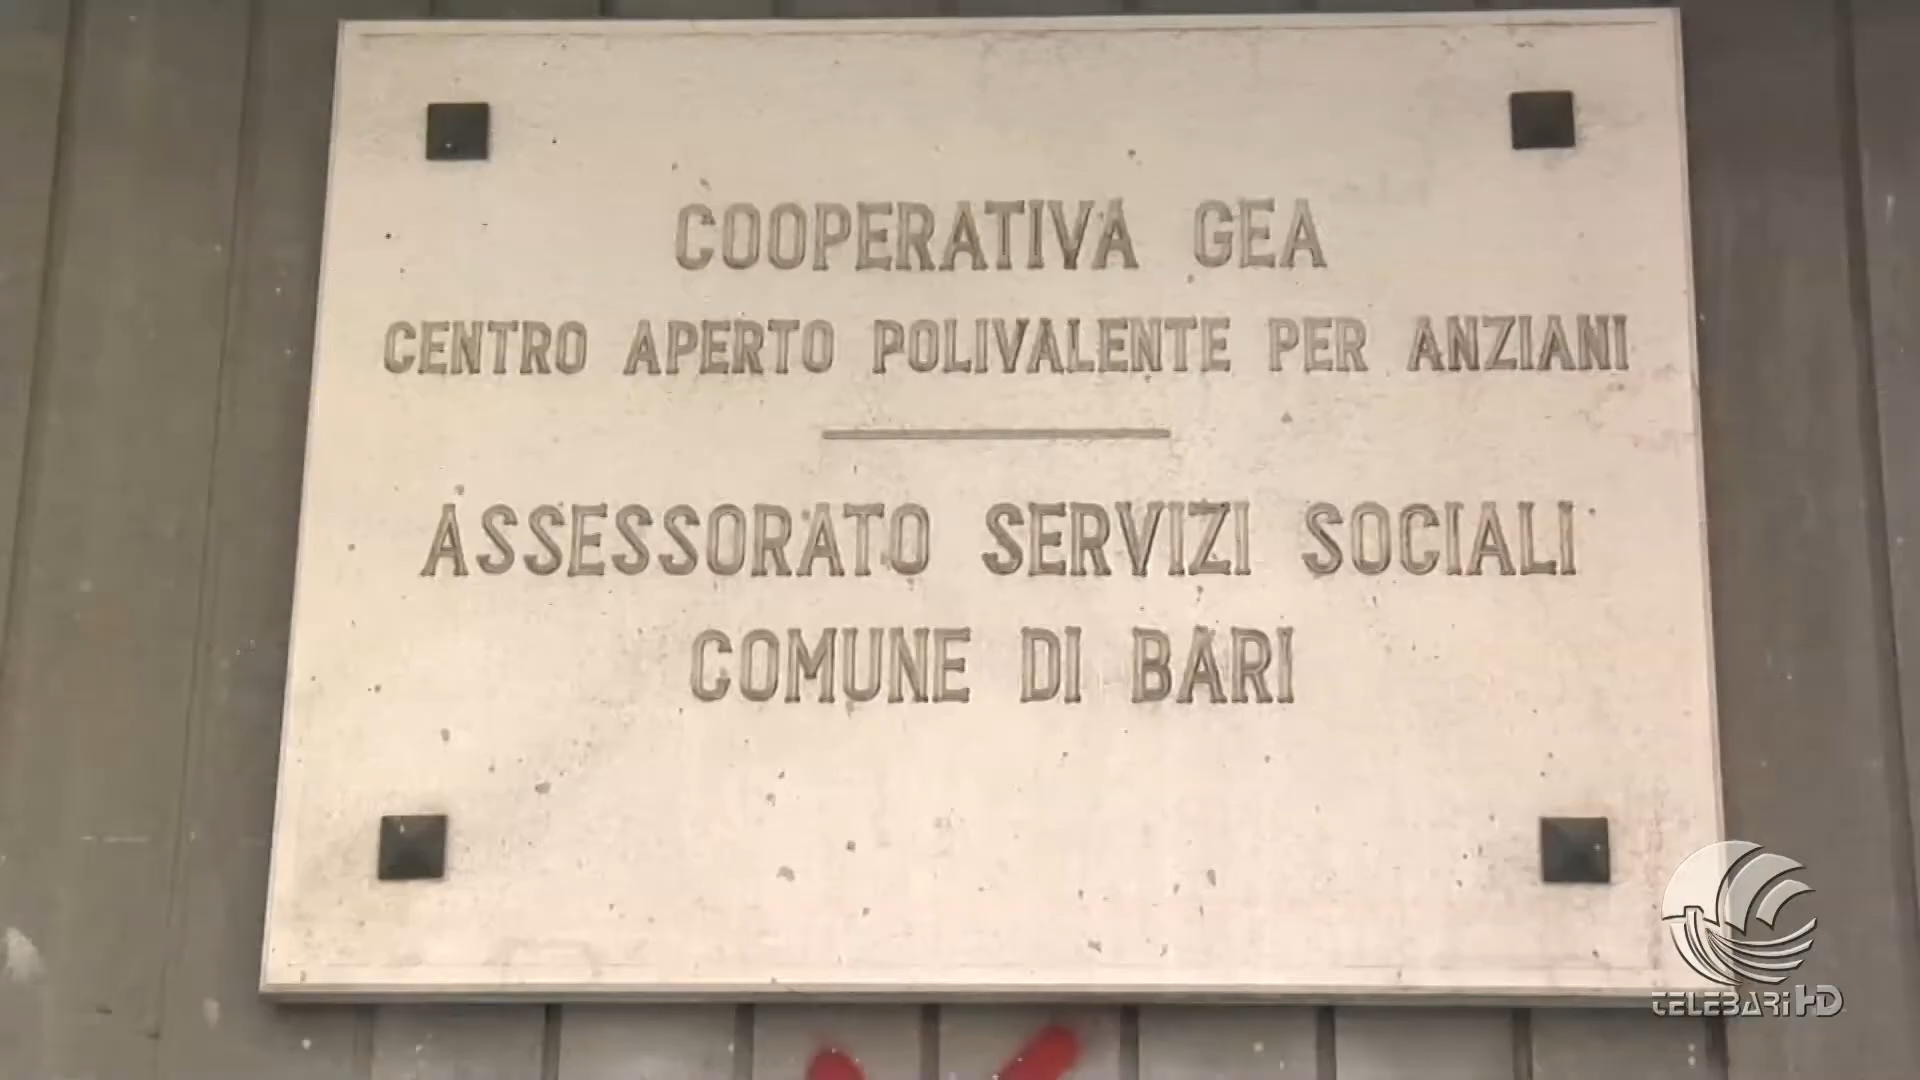 COOPERATIVA GEA
CENTRO APERTO POLIVALENTE PER ANZIANI
ASSESSORATO SERVIZI SOCIALI
COMUNE DI BARI
TELEBARI HD